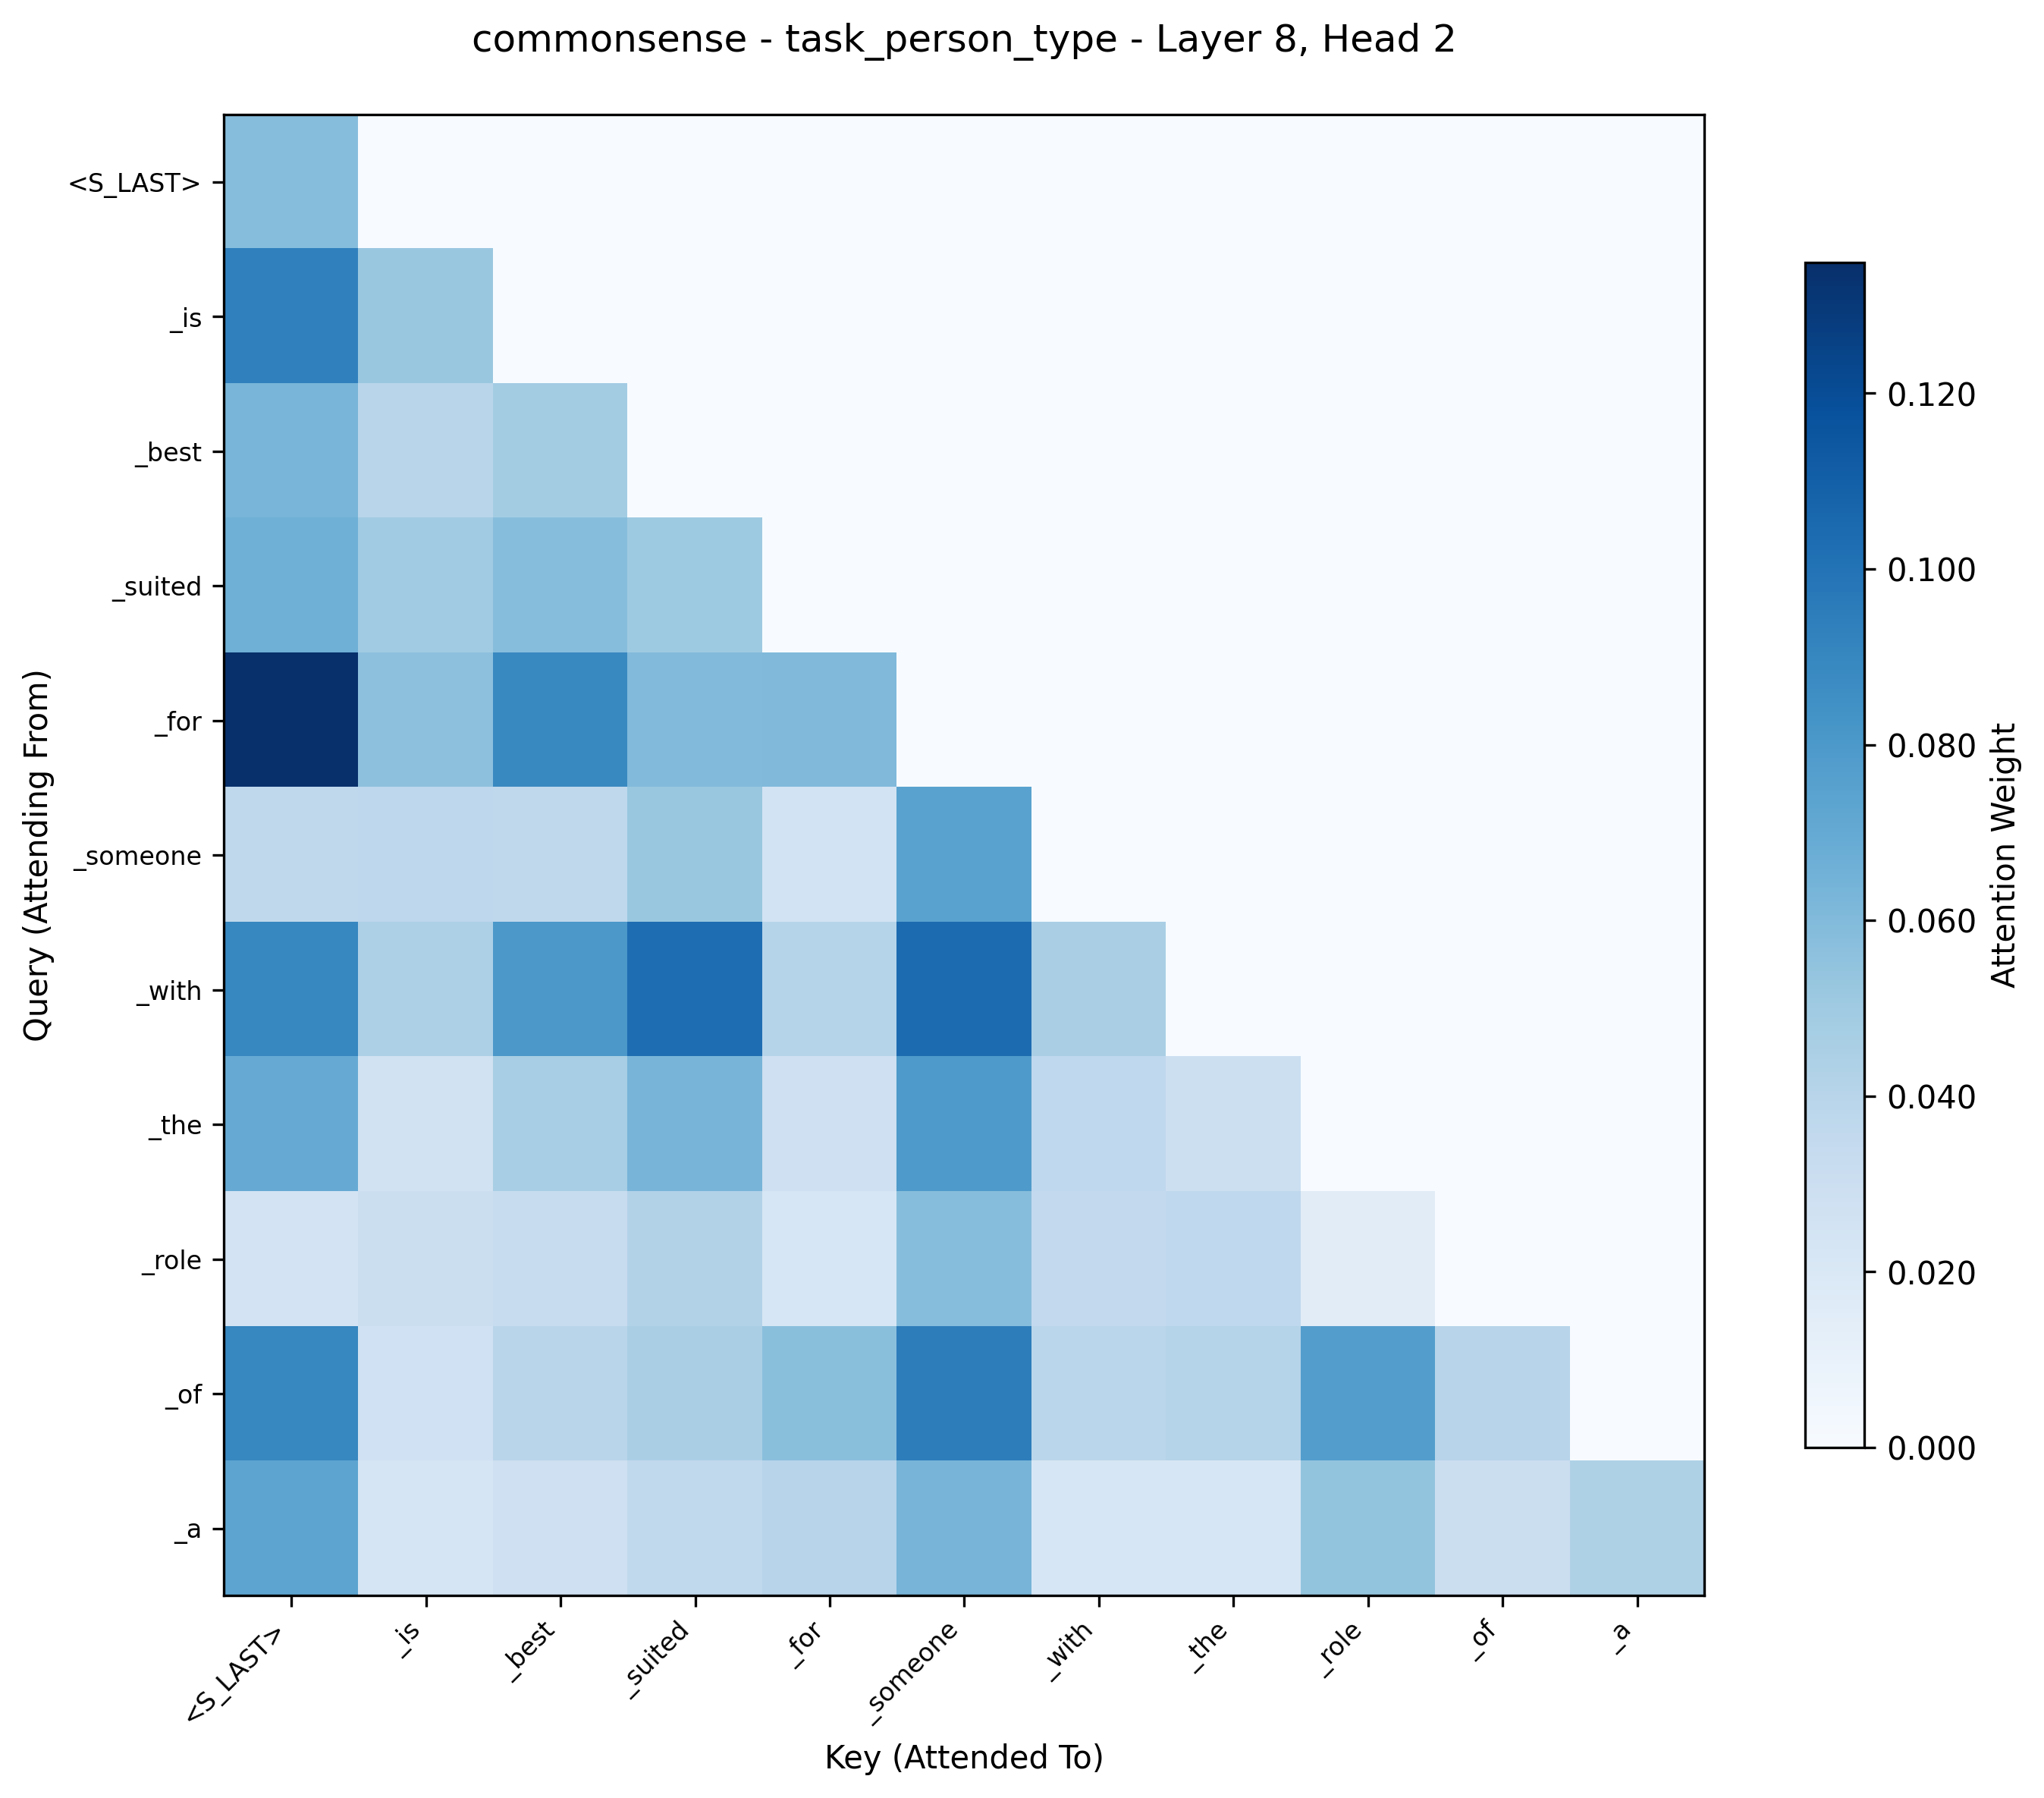 commonsense - task_person_type - Layer 8, Head 2
Query (Attending From)
<S_LAST>
_is
_best
_suited
_for
_someone
_with
_the
_role
_of
_a
<S_LAST>
_is
_best
_suited
_for
_someone
_with
_the
_role
_of
_a
Key (Attended To)
0.120
0.100
0.080
0.060
0.040
0.020
0.000
Attention Weight